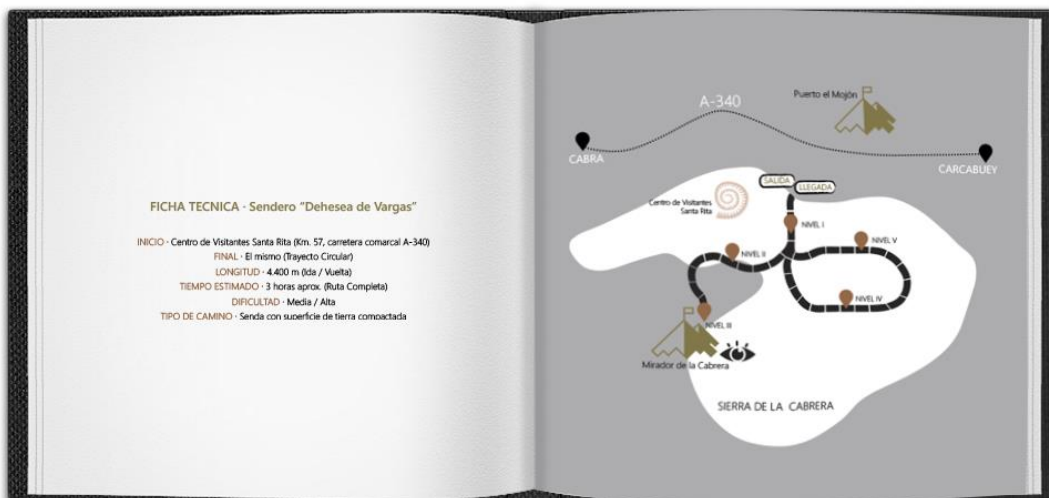 FICHA TECNICA · Sendero "Dehesea de Vargas"
INICIO · Centro de Visitantes Santa Rita (Km. 57, carretera comarcal A-340)
FINAL · El mismo (Trayecto Circular)
LONGITUD · 4.400 m (Ida / Vuelta)
TIEMPO ESTIMADO · 3 horas aprox. (Ruta Completa)
DIFICULTAD · Media / Alta
TIPO DE CAMINO · Senda con superficie de tierra compactada
Puerto el Mojón
A-340
CABRA
CARCABUEY
SALIDA
LLEGADA
Centro de Visitantes
Santa Rita
NIVEL I
NIVEL II
NIVEL V
NIVEL IV
NIVEL III
Mirador de la Cabrera
SIERRA DE LA CABRERA